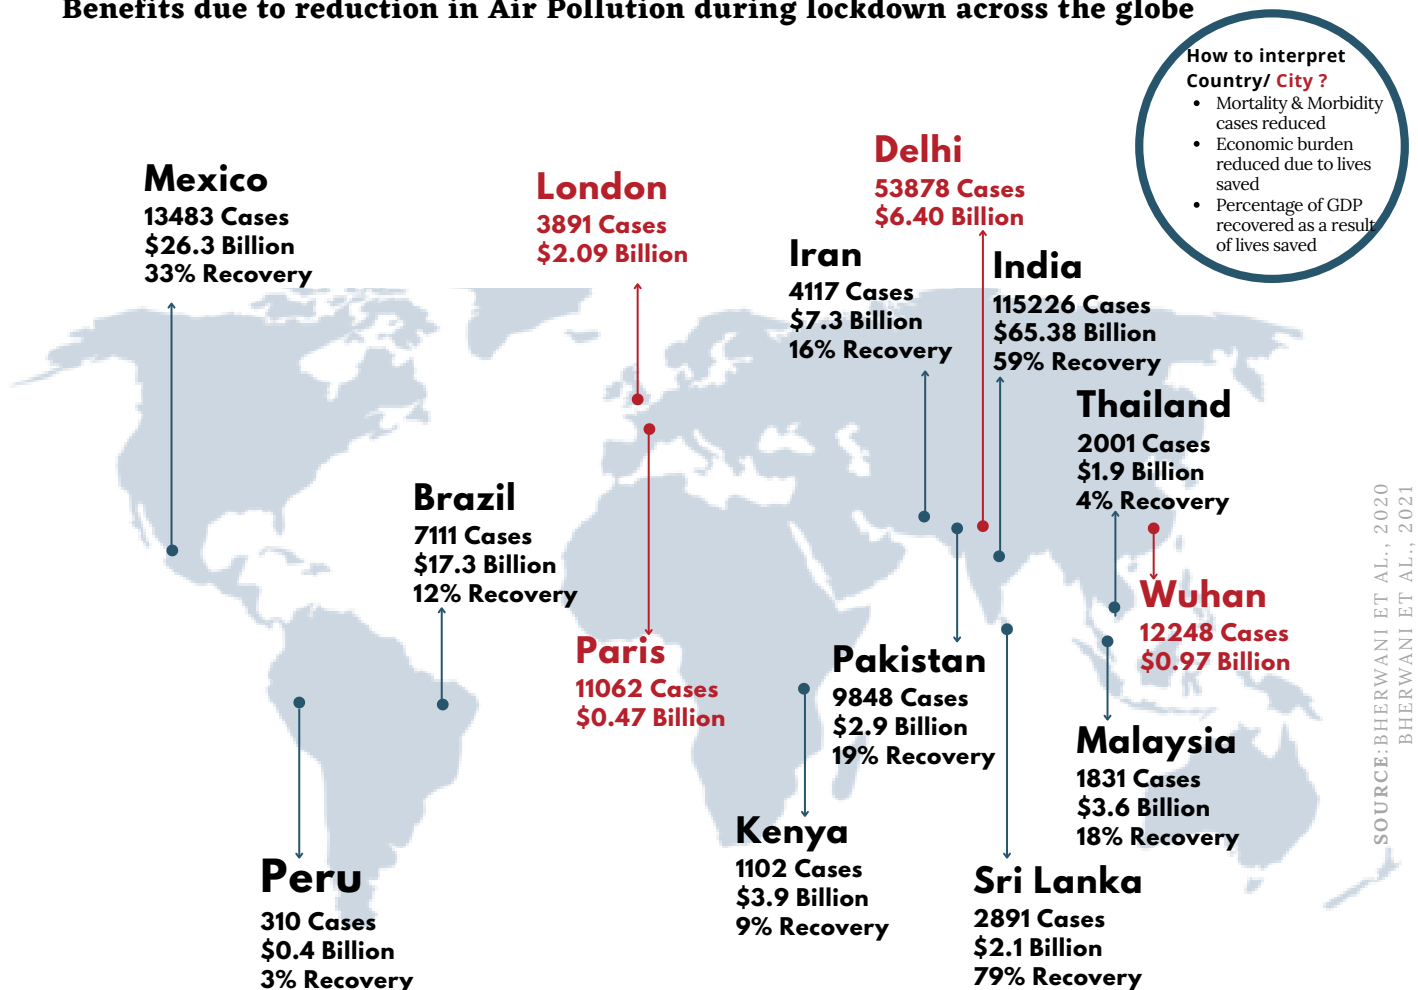 Benefits due to reduction in Air Pollution during lockdown across the globe
How to interpret
Country/ City ?
• Mortality & Morbidity
cases reduced
• Economic burden
reduced due to lives
saved
• Percentage of GDP
recovered as a result
of lives saved
Mexico
13483 Cases
$26.3 Billion
33% Recovery
London
3891 Cases
$2.09 Billion
Delhi
53878 Cases
$6.40 Billion
Iran
4117 Cases
$7.3 Billion
16% Recovery
India
115226 Cases
$65.38 Billion
59% Recovery
Thailand
2001 Cases
$1.9 Billion
4% Recovery
Brazil
7111 Cases
$17.3 Billion
12% Recovery
Wuhan
12248 Cases
$0.97 Billion
Paris
11062 Cases
$0.47 Billion
Pakistan
9848 Cases
$2.9 Billion
19% Recovery
Malaysia
1831 Cases
$3.6 Billion
18% Recovery
Kenya
1102 Cases
$3.9 Billion
9% Recovery
Peru
310 Cases
$0.4 Billion
3% Recovery
Sri Lanka
2891 Cases
$2.1 Billion
79% Recovery
SOURCE: BHERWANI ET AL., 2020
BHERWANI ET AL., 2021